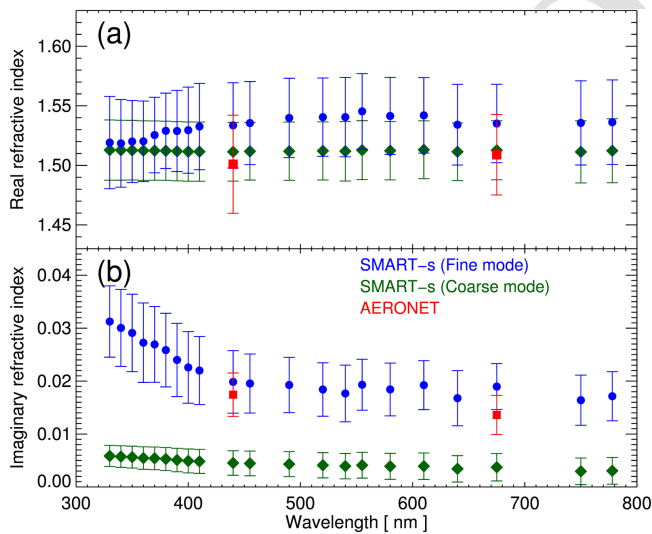 (a)
1.60
1.55
1.50
1.45
Real refractive index
(b)
SMART-s (Fine mode)
SMART-s (Coarse mode)
AERONET
0.04
0.03
0.02
0.01
0.00
Imaginary refractive index
300 400 500 600 700 800
Wavelength [ nm ]